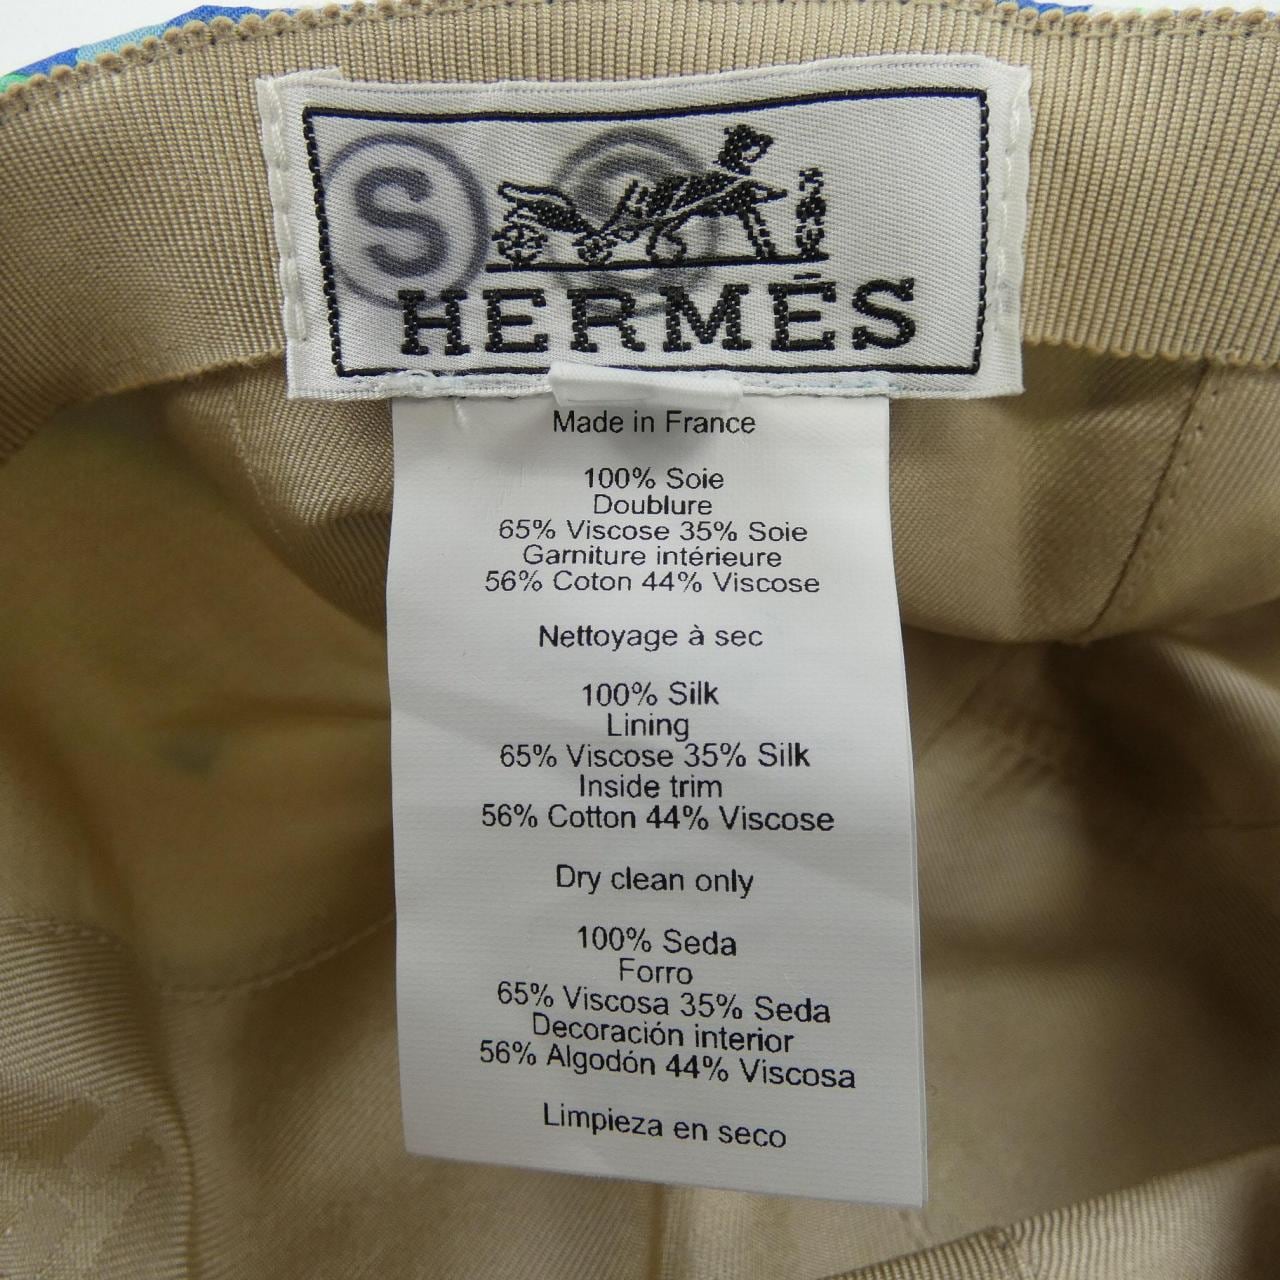 S S
HERMÈS
Made in France
100% Soie
Doublure
65% Viscose 35% Soie
Garniture intérieure
56% Coton 44% Viscose
Nettoyage à sec
100% Silk
Lining
65% Viscose 35% Silk
Inside trim
56% Cotton 44% Viscose
Dry clean only
100% Seda
Forro
65% Viscosa 35% Seda
Decoración interior
56% Algodón 44% Viscosa
Limpieza en seco